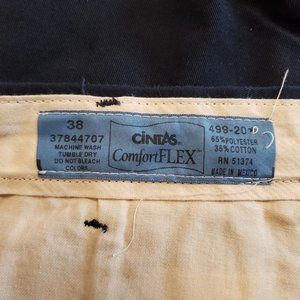 38
37844707
MACHINE WASH
TUMBLE DRY
DO NOT BLEACH
COLORS
CiNTAS
ComfortFLEX™
499-20
65%POLYESTER
35%COTTON
RN 51374
MADE IN MEXICO